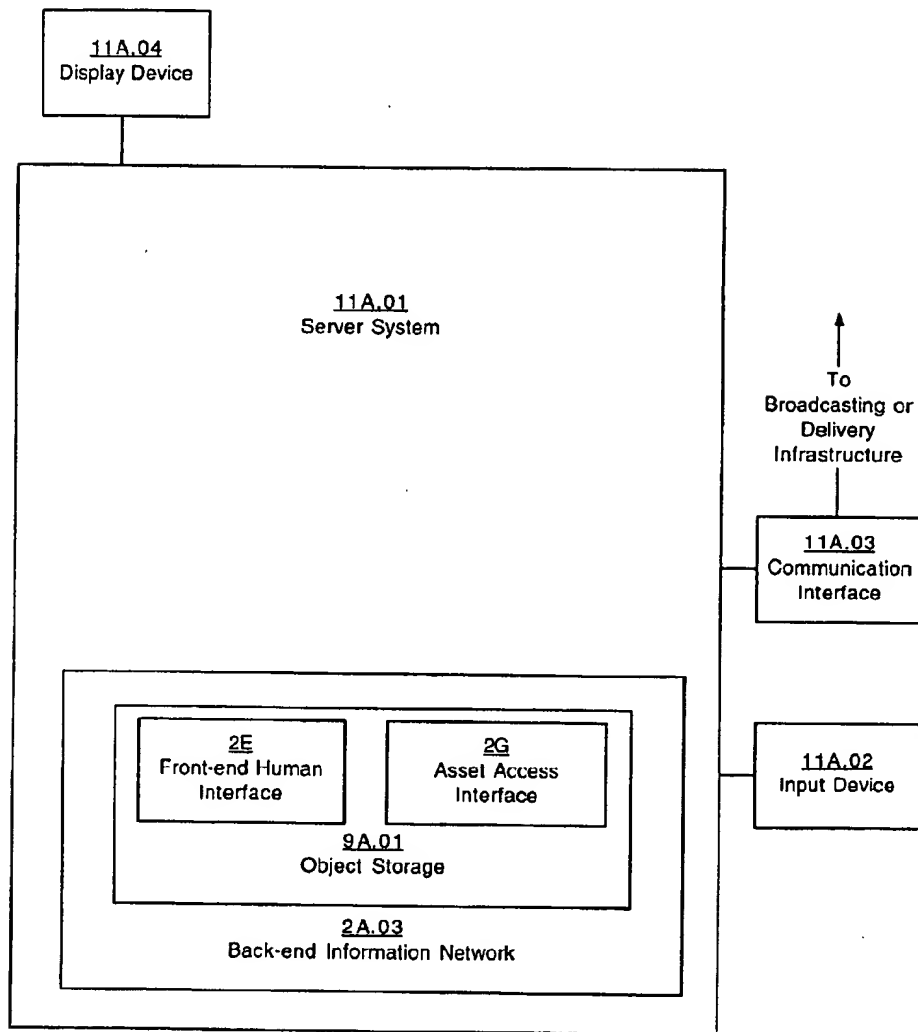 11A.04
Display Device
11A.01
Server System
To
Broadcasting or
Delivery
Infrastructure
11A.03
Communication
Interface
2E
Front-end Human
Interface
2G
Asset Access
Interface
11A.02
Input Device
9A.01
Object Storage
2A.03
Back-end Information Network